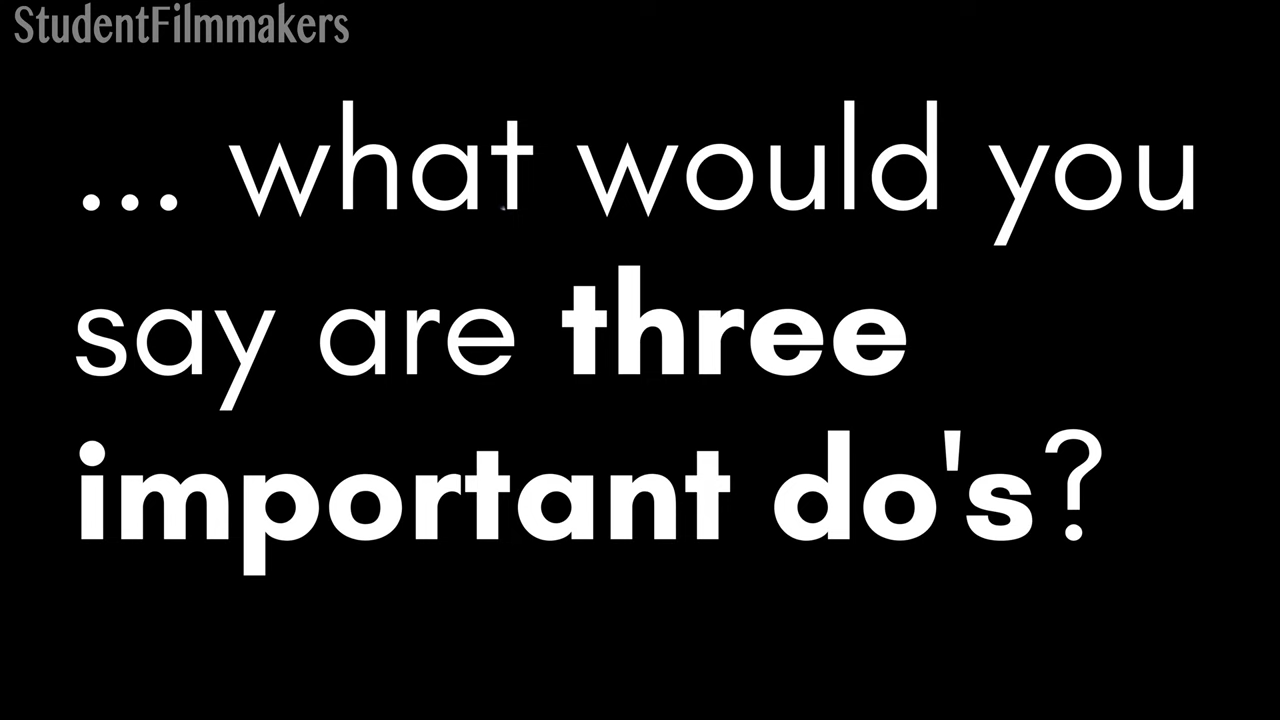 StudentFilmmakers
... what would you
say are three
important do's?